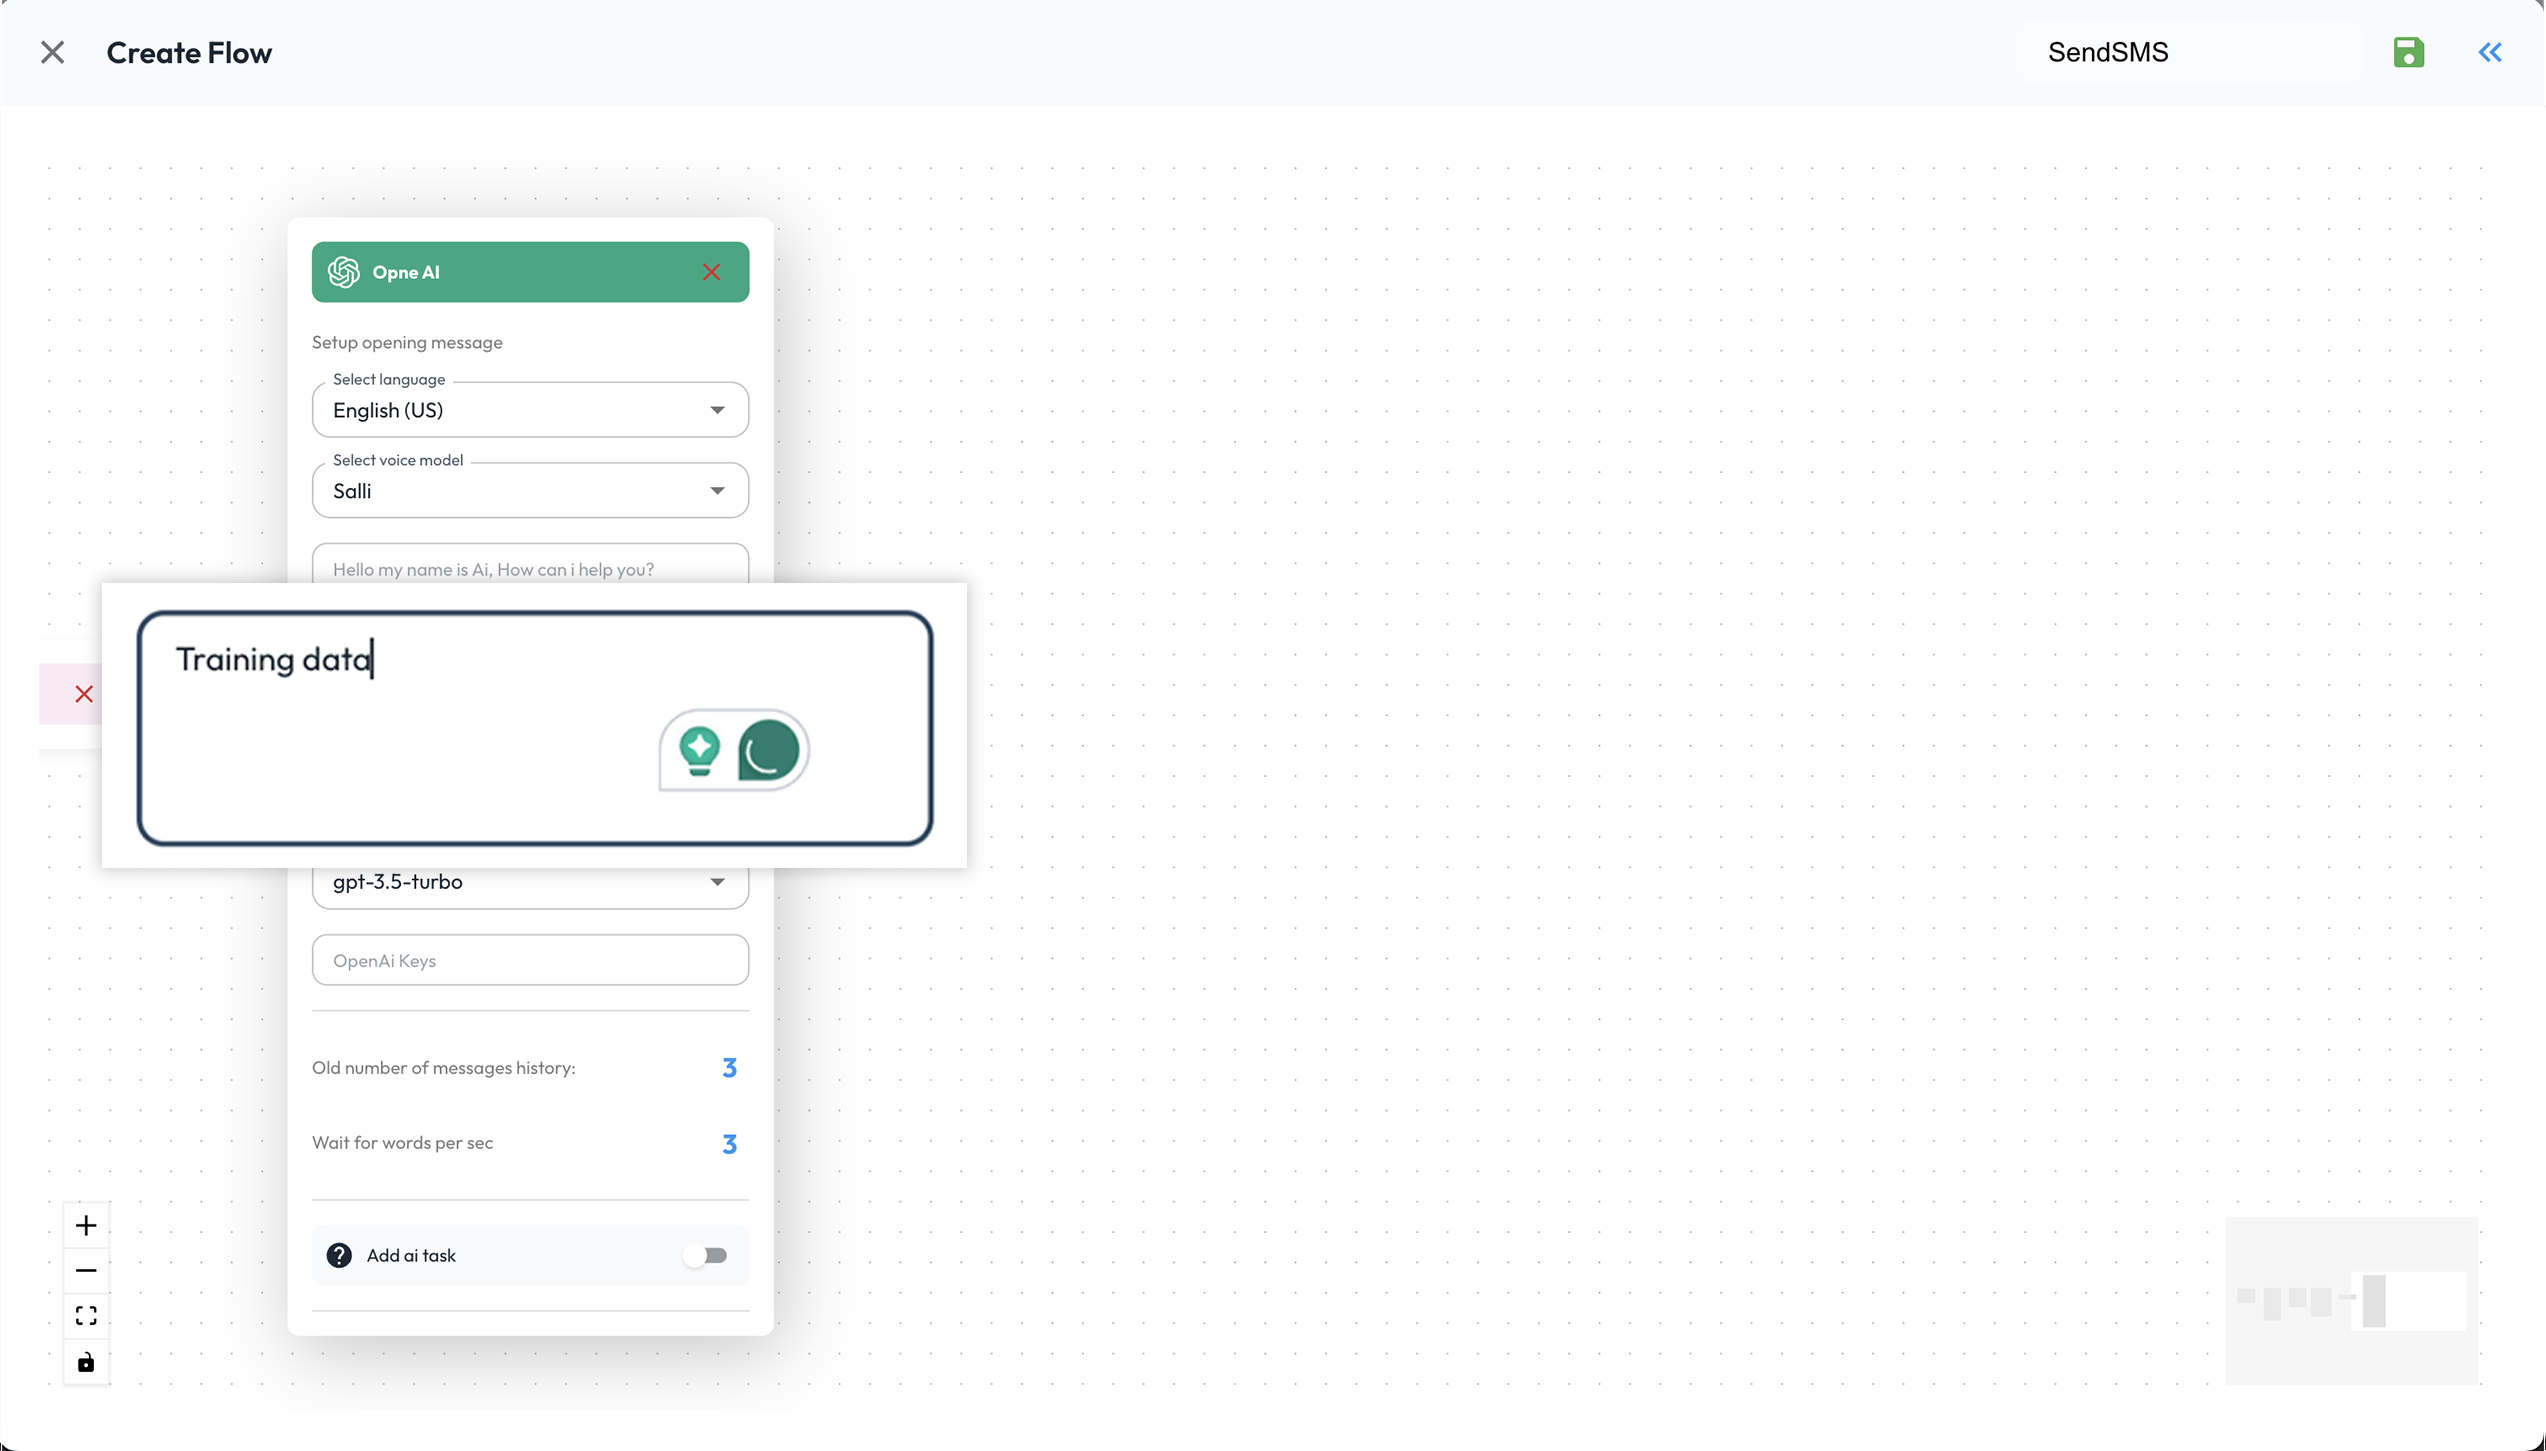 Create Flow
SendSMS
Opne AI
Setup opening message
Select language
English (US)
Select voice model
Salli
Hello my name is Ai, How can i help you?
Training data
gpt-3.5-turbo
OpenAi Keys
Old number of messages history:
3
Wait for words per sec
3
Add ai task